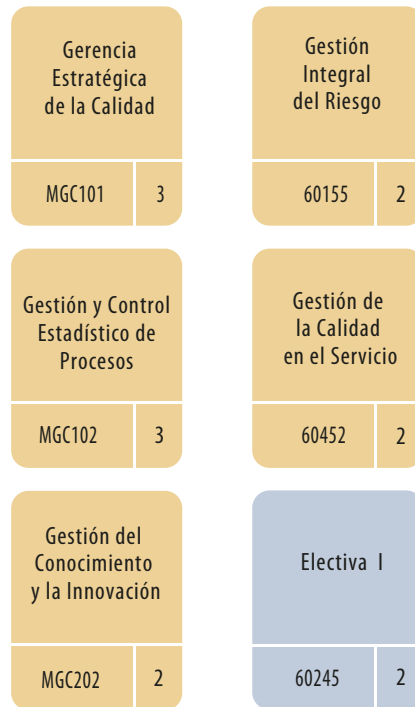 Gerencia
Estratégica
de la Calidad
MGC101 3
Gestión
Integral
del Riesgo
60155 2
Gestión y Control
Estadístico de
Procesos
MGC102 3
Gestión de
la Calidad
en el Servicio
60452 2
Gestión del
Conocimiento
y la Innovación
MGC202 2
Electiva I
60245 2